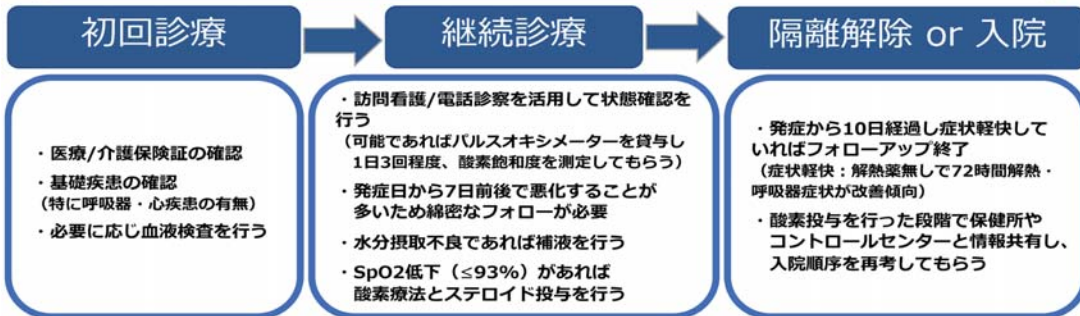 初回診療
継続診療
隔離解除 or 入院
・医療/介護保険証の確認
・基礎疾患の確認
(特に呼吸器・心疾患の有無)
・必要に応じ血液検査を行う
・訪問看護/電話診察を活用して状態確認を
行う
(可能であればパルスオキシメーターを貸与し
1日3回程度、酸素飽和度を測定してもらう)
・発症日から7日前後で悪化することが
多いため綿密なフォローが必要
・水分摂取不良であれば補液を行う
・SpO2低下（≤93%）があれば
酸素療法とステロイド投与を行う
・発症から10日経過し症状軽快して
いればフォローアップ終了
(症状軽快：解熱薬無しで72時間解熱・
呼吸器症状が改善傾向)
・酸素投与を行った段階で保健所や
コントロールセンターと情報共有し、
入院順序を再考してもらう